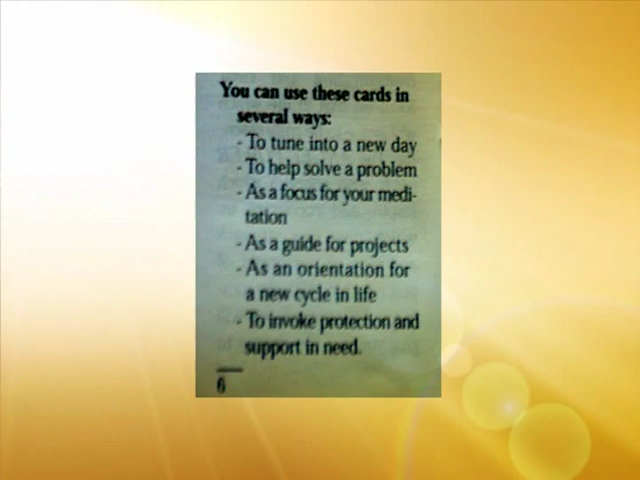 You can use these cards in
several ways:
- To tune into a new day
- To help solve a problem
- As a focus for your medi-
tation
- As a guide for projects
- As an orientation for
a new cycle in life
- To invoke protection and
support in need.
6